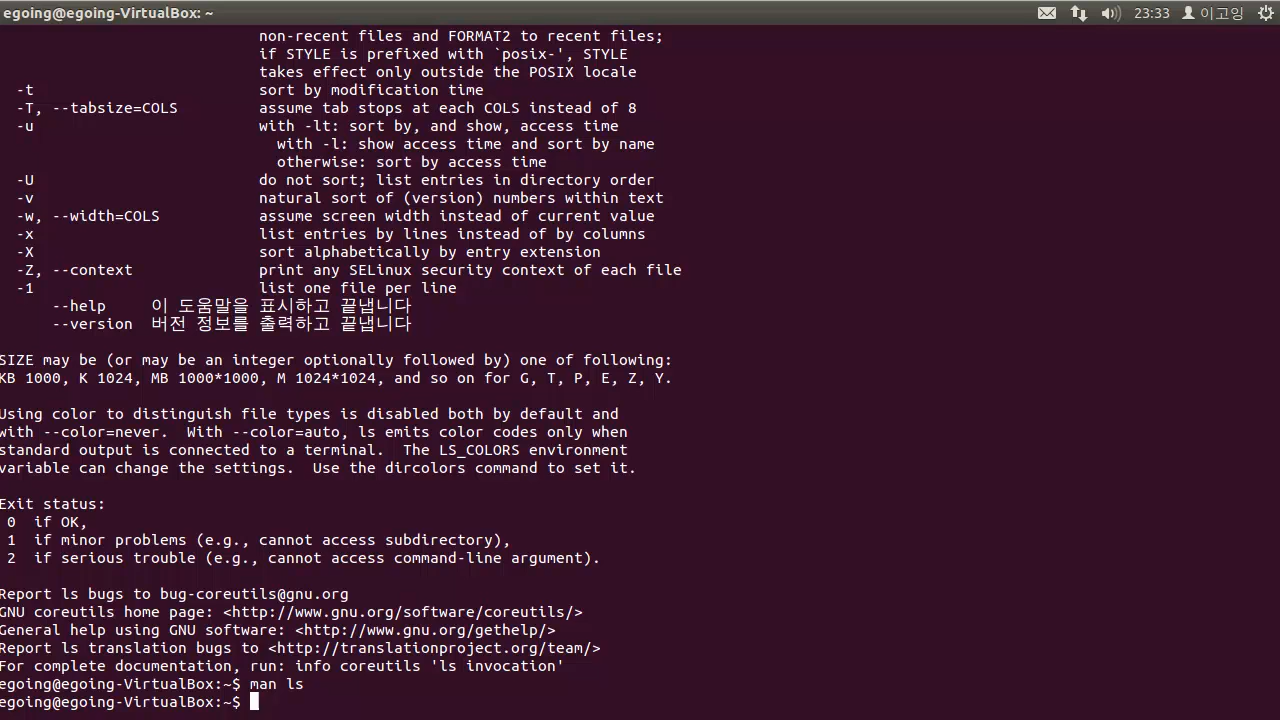 egoing@egoing-VirtualBox: ~
23:33 이고잉
non-recent files and FORMAT2 to recent files;
if STYLE is prefixed with `posix-', STYLE
takes effect only outside the POSIX locale
-t sort by modification time
-T, --tabsize=COLS assume tab stops at each COLS instead of 8
-u with -lt: sort by, and show, access time
with -l: show access time and sort by name
otherwise: sort by access time
-U do not sort; list entries in directory order
-v natural sort of (version) numbers within text
-w, --width=COLS assume screen width instead of current value
-x list entries by lines instead of by columns
-X sort alphabetically by entry extension
-Z, --context print any SELinux security context of each file
-1 list one file per line
--help 이 도움말을 표시하고 끝냅니다
--version 버전 정보를 출력하고 끝냅니다
SIZE may be (or may be an integer optionally followed by) one of following:
KB 1000, K 1024, MB 1000*1000, M 1024*1024, and so on for G, T, P, E, Z, Y.
Using color to distinguish file types is disabled both by default and
with --color=never.  With --color=auto, ls emits color codes only when
standard output is connected to a terminal.  The LS_COLORS environment
variable can change the settings.  Use the dircolors command to set it.
Exit status:
0 if OK,
1 if minor problems (e.g., cannot access subdirectory),
2 if serious trouble (e.g., cannot access command-line argument).
Report ls bugs to bug-coreutils@gnu.org
GNU coreutils home page: <http://www.gnu.org/software/coreutils/>
General help using GNU software: <http://www.gnu.org/gethelp/>
Report ls translation bugs to <http://translationproject.org/team/>
For complete documentation, run: info coreutils 'ls invocation'
egoing@egoing-VirtualBox:~$ man ls
egoing@egoing-VirtualBox:~$